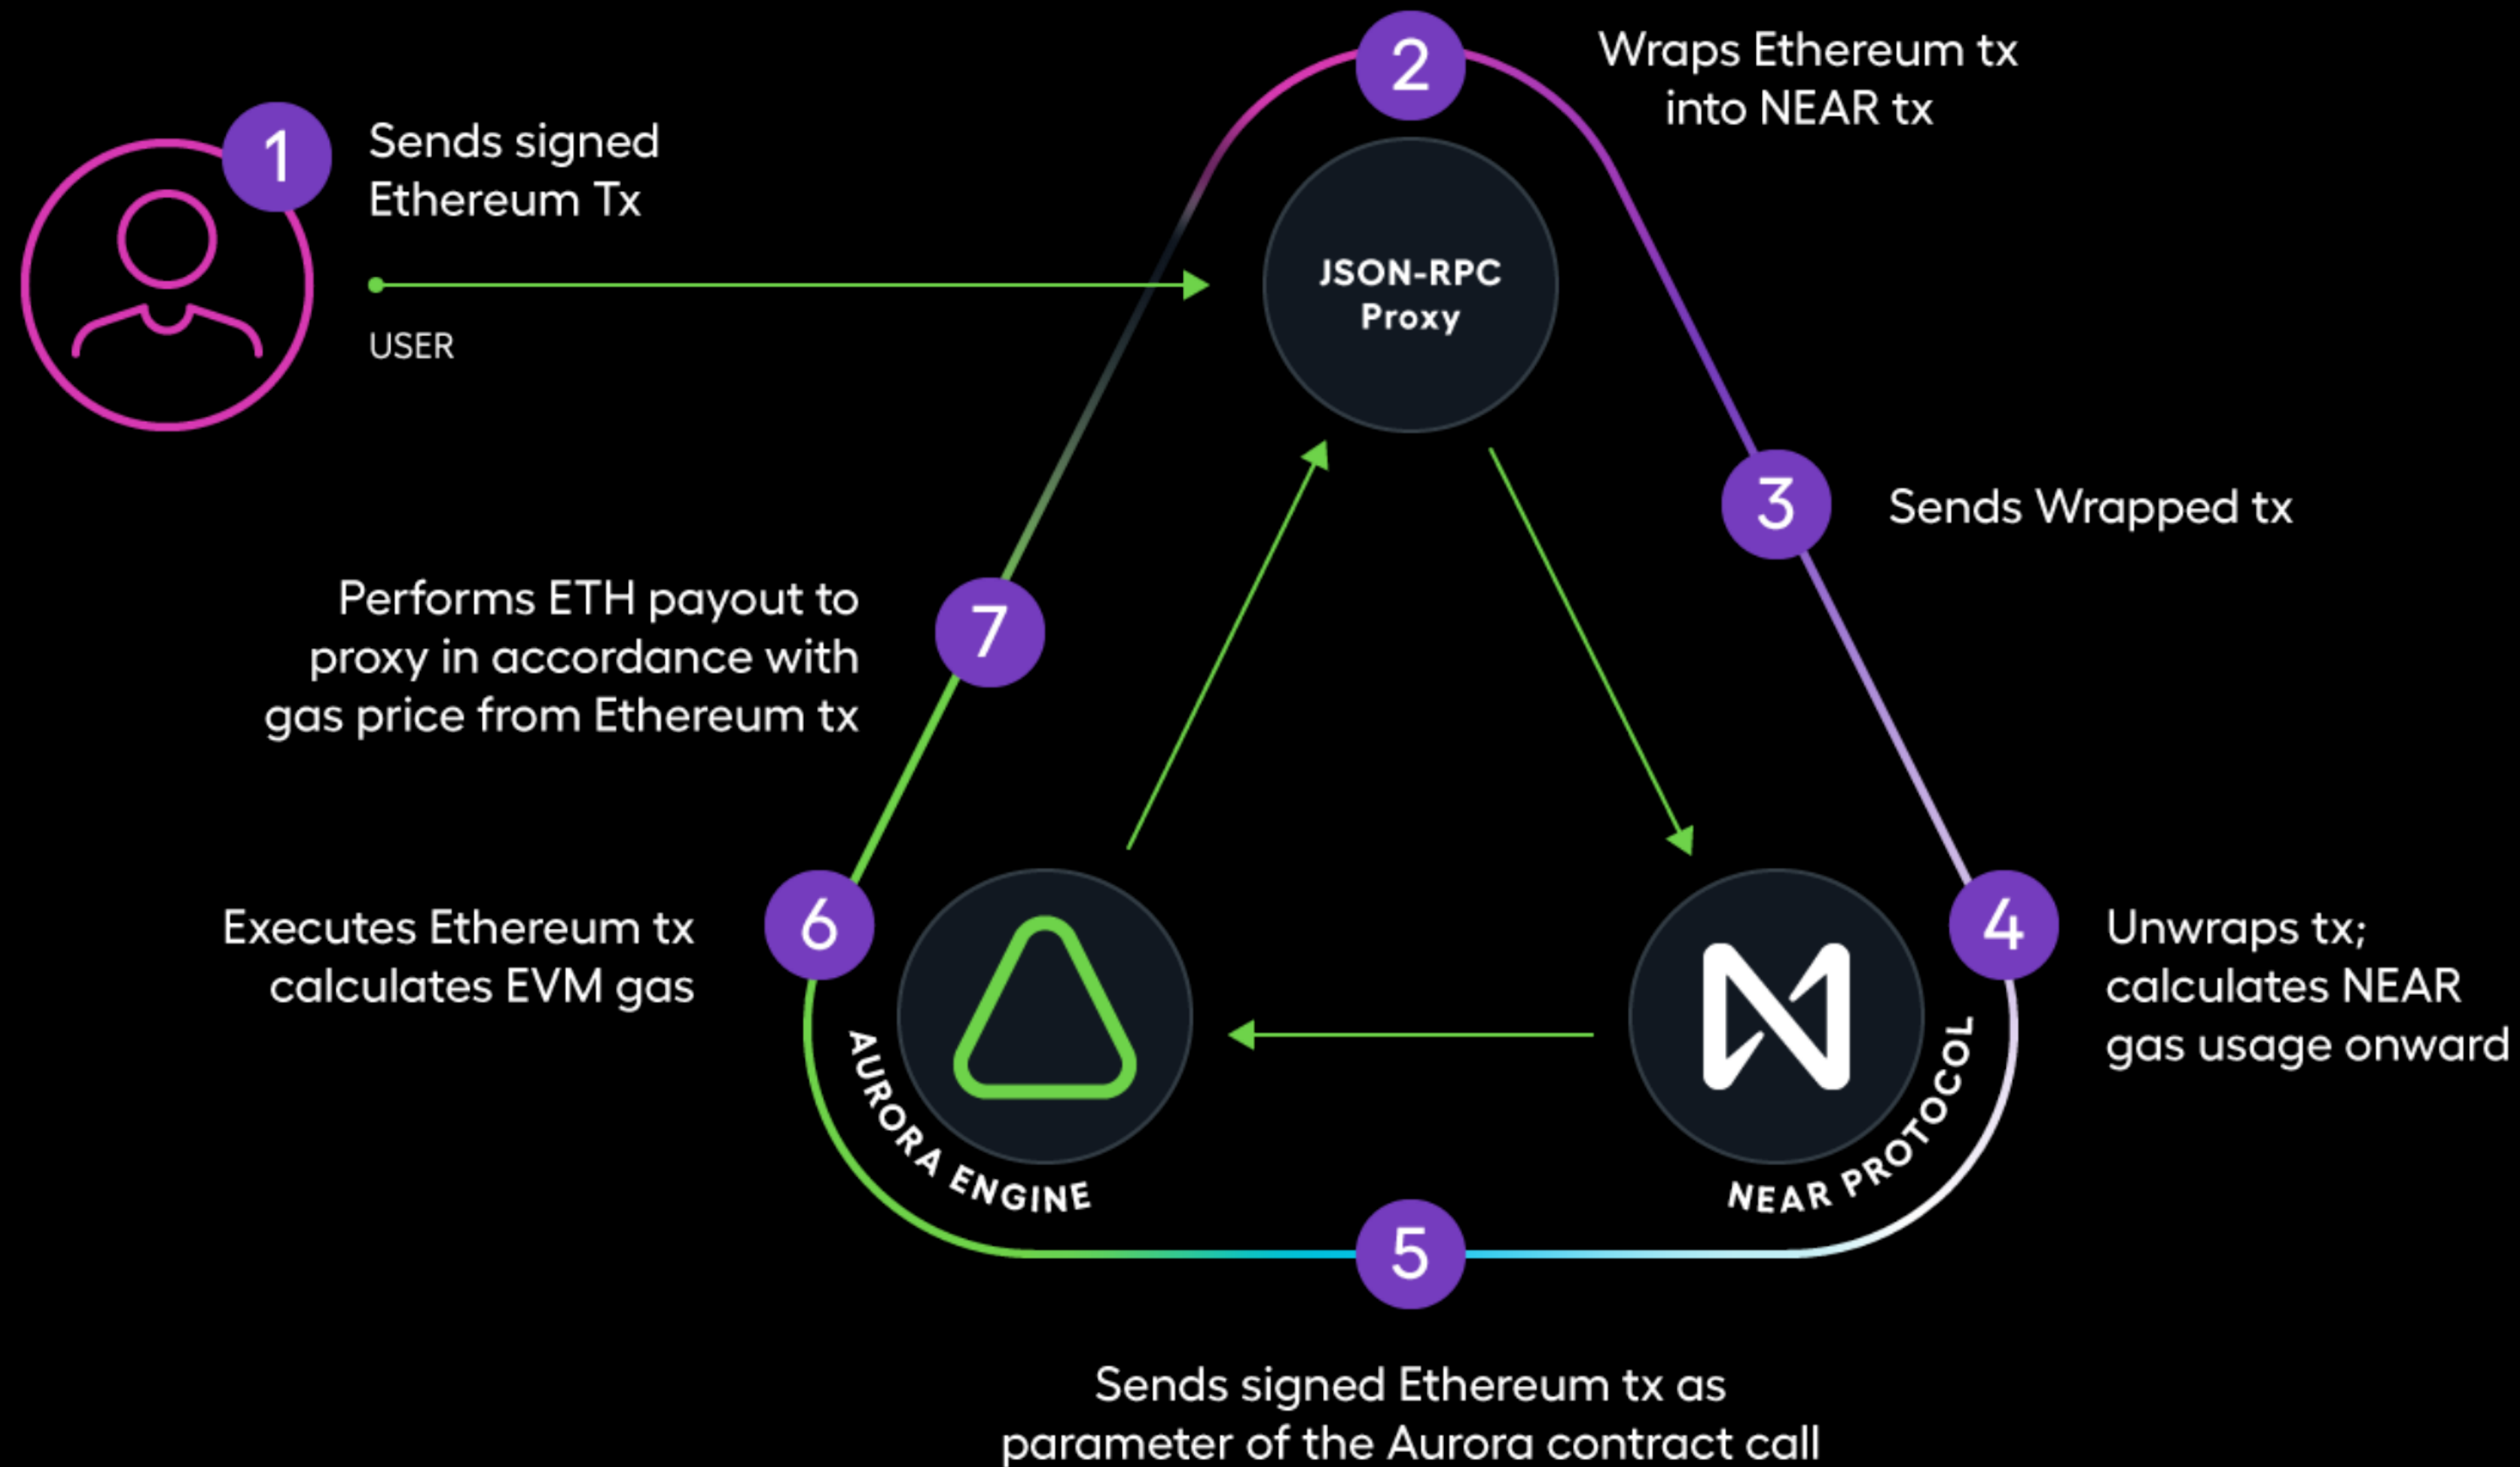 1
Sends signed
Ethereum Tx
USER
2
Wraps Ethereum tx
into NEAR tx
JSON-RPC
Proxy
3
Sends Wrapped tx
4
Unwraps tx;
calculates NEAR
gas usage onward
NEAR PROTOCOL
5
Sends signed Ethereum tx as
parameter of the Aurora contract call
AURORA ENGINE
6
Executes Ethereum tx
calculates EVM gas
7
Performs ETH payout to
proxy in accordance with
gas price from Ethereum tx